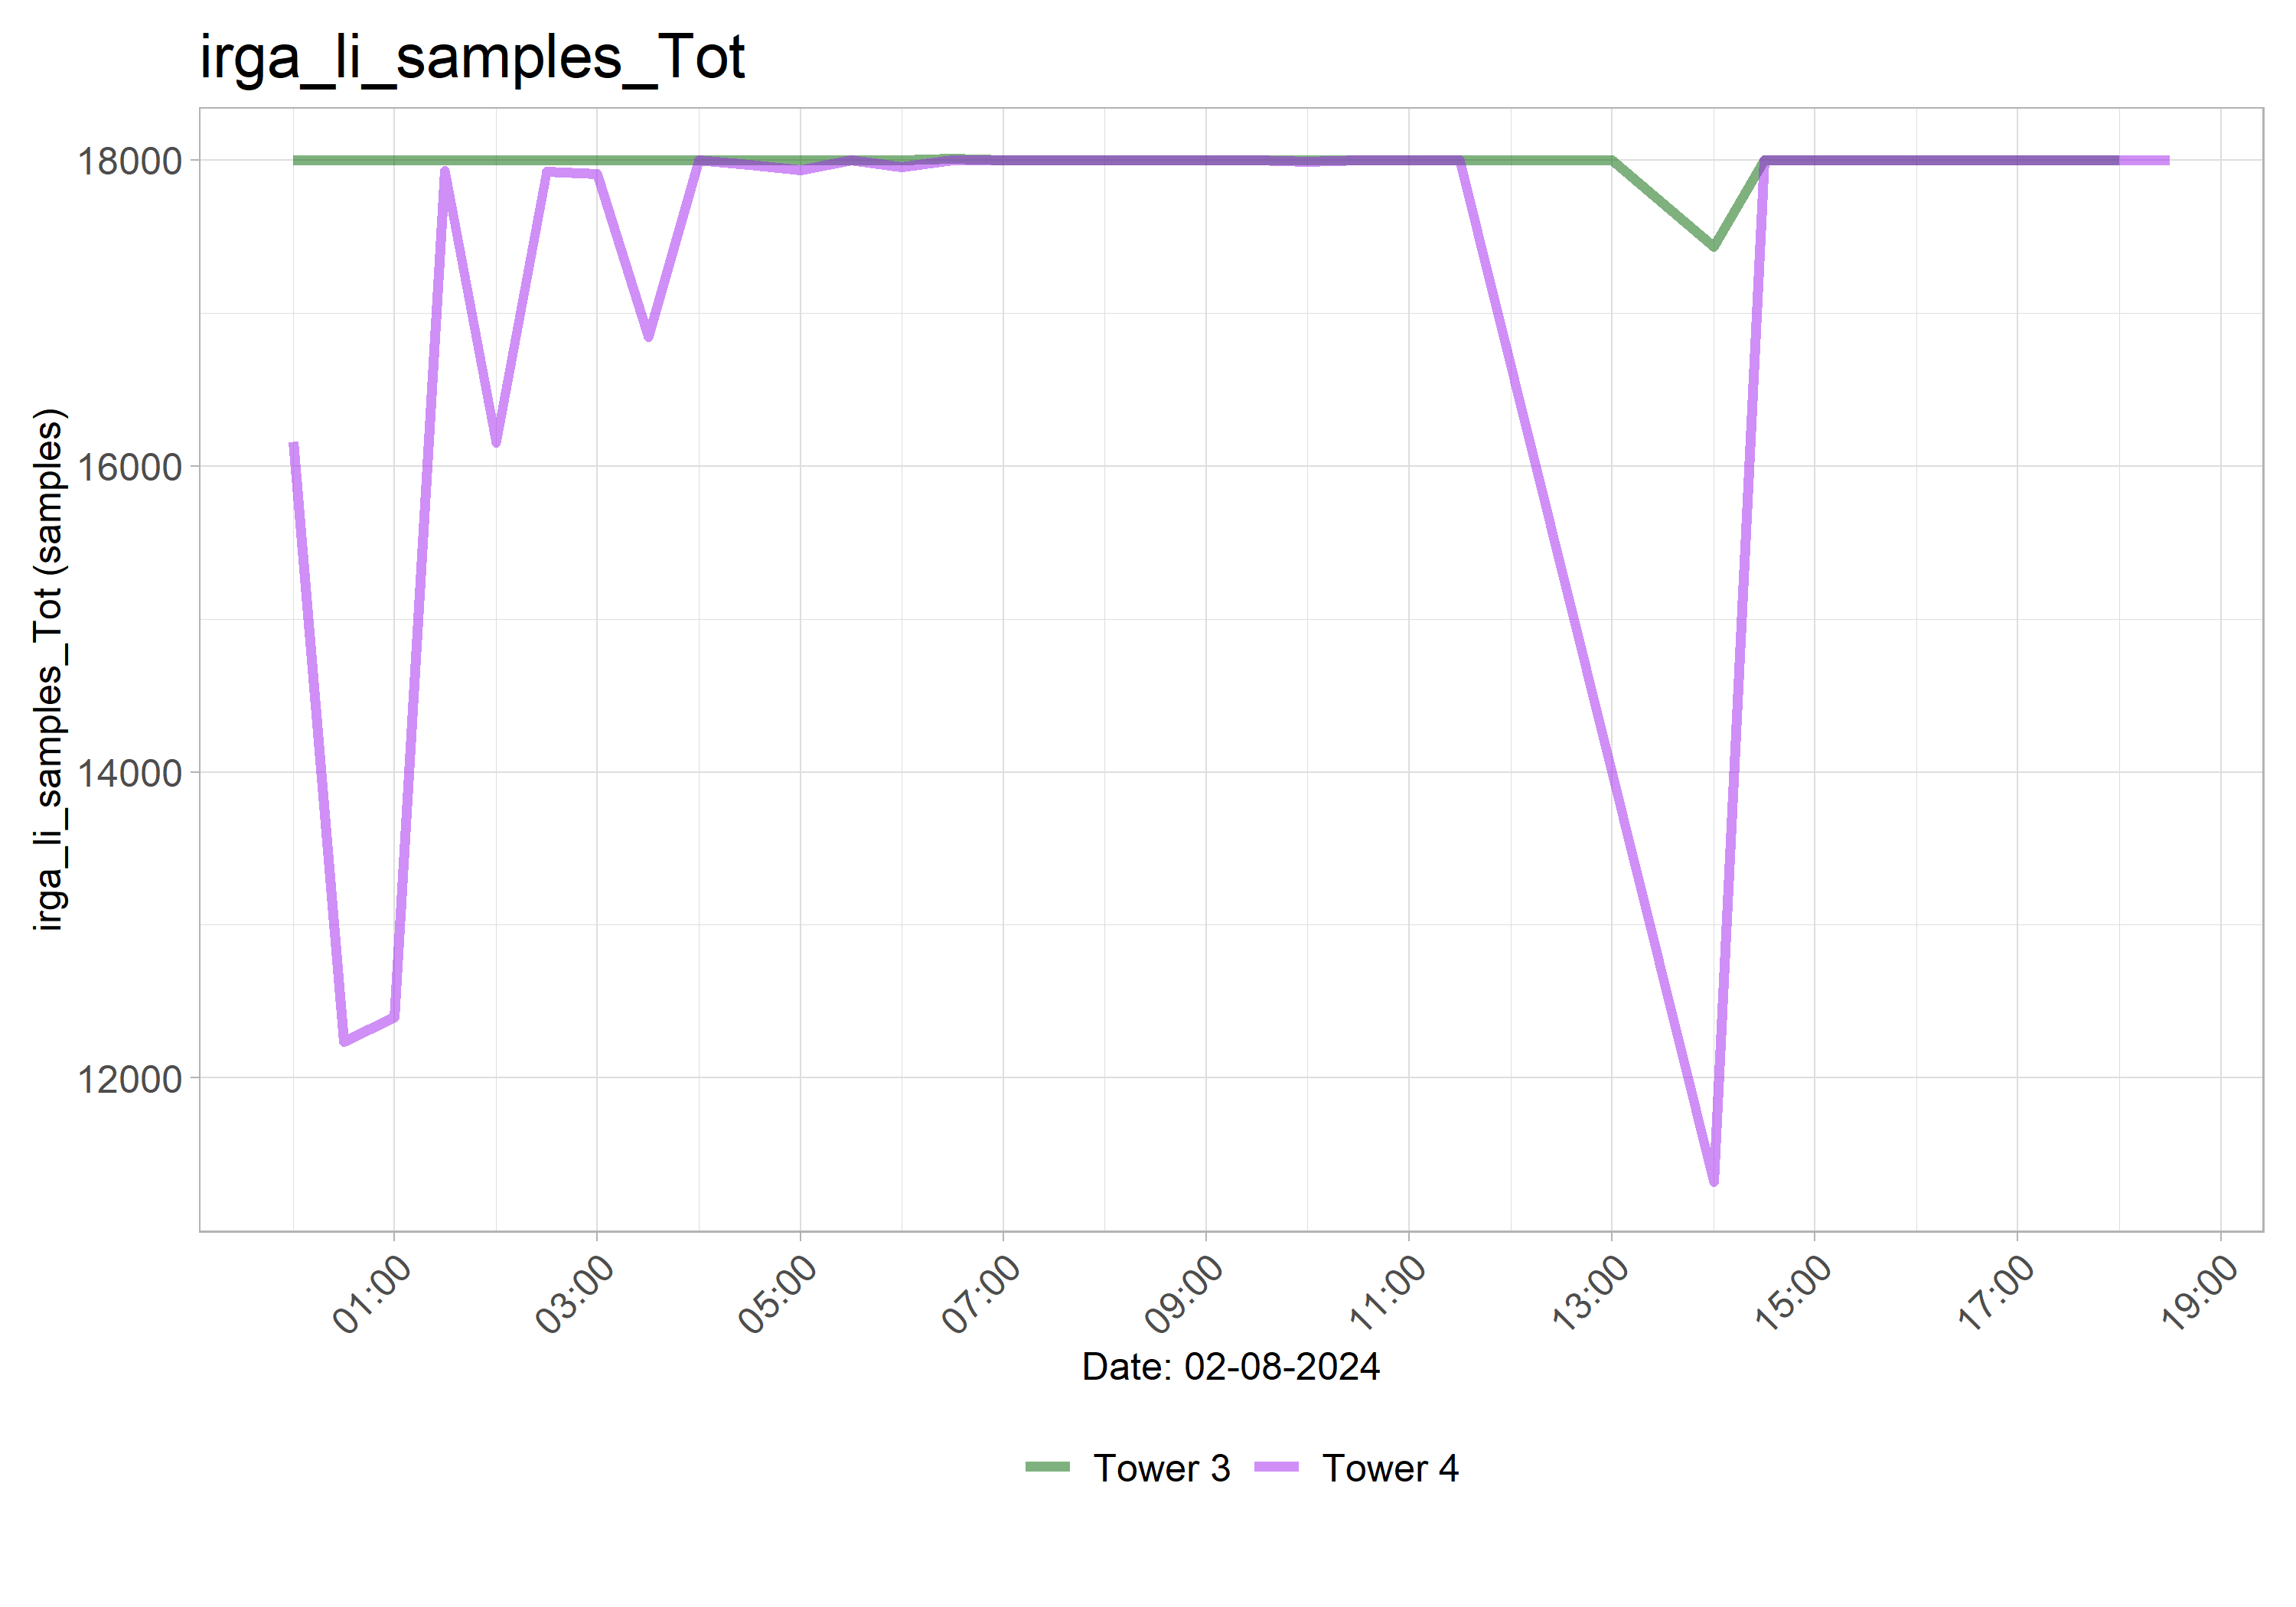 irga_li_samples_Tot
irga_li_samples_Tot (samples)
18000
16000
14000
12000
01:00
03:00
05:00
07:00
09:00
11:00
13:00
15:00
17:00
19:00
Date: 02-08-2024
Tower 3
Tower 4